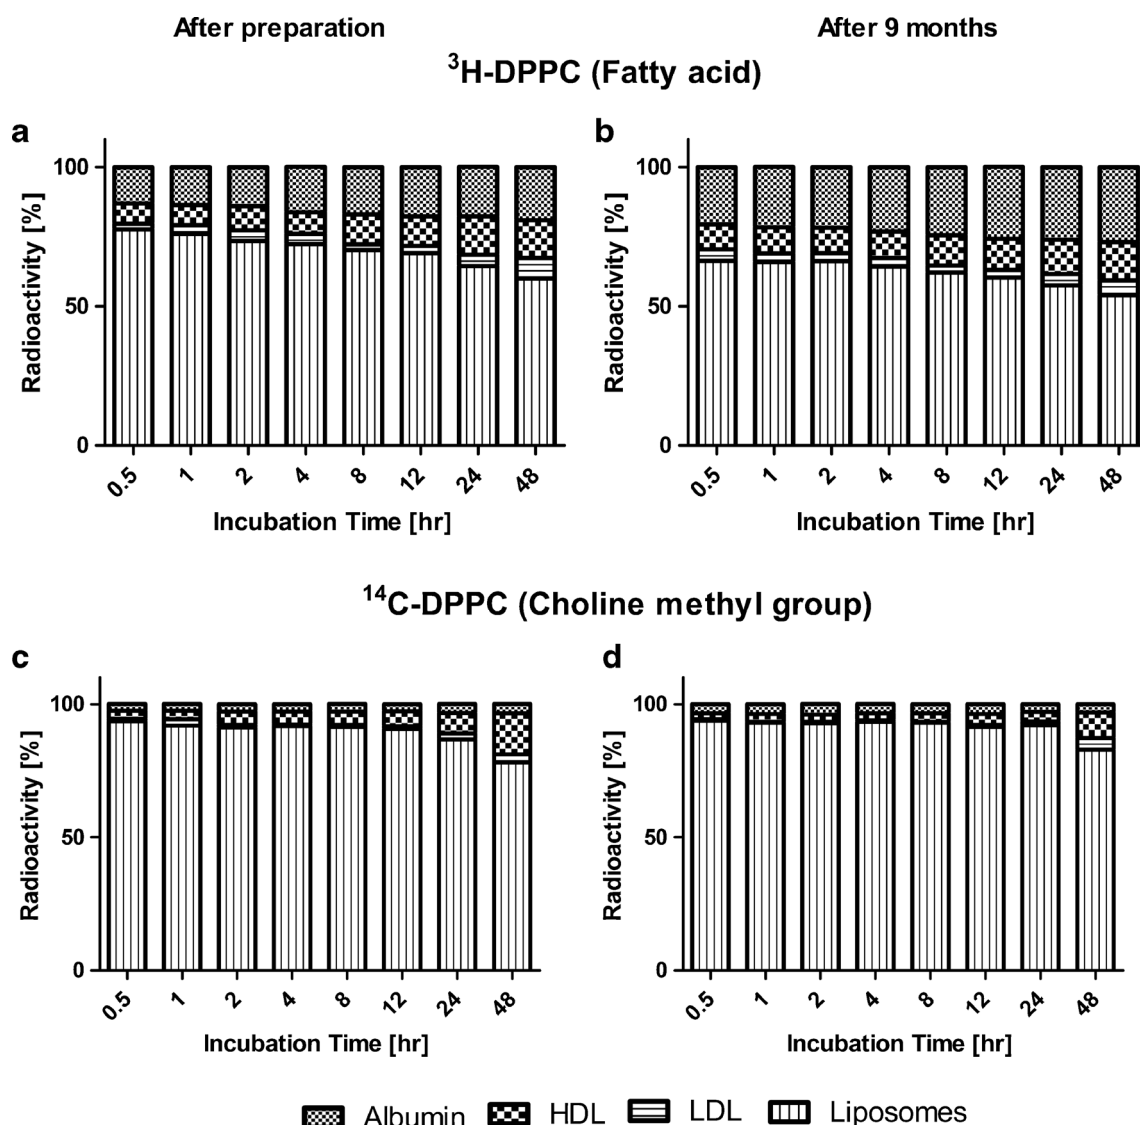 After preparation After 9 months
³H-DPPC (Fatty acid)
a b
100 100
50 50
0 0
Radioactivity [%] Radioactivity [%]
0.5 1 2 4 8 12 24 48 0.5 1 2 4 8 12 24 48
Incubation Time [hr] Incubation Time [hr]
¹⁴C-DPPC (Choline methyl group)
c d
100 100
50 50
0 0
Radioactivity [%] Radioactivity [%]
0.5 1 2 4 8 12 24 48 0.5 1 2 4 8 12 24 48
Incubation Time [hr] Incubation Time [hr]
Albumin HDL LDL Liposomes